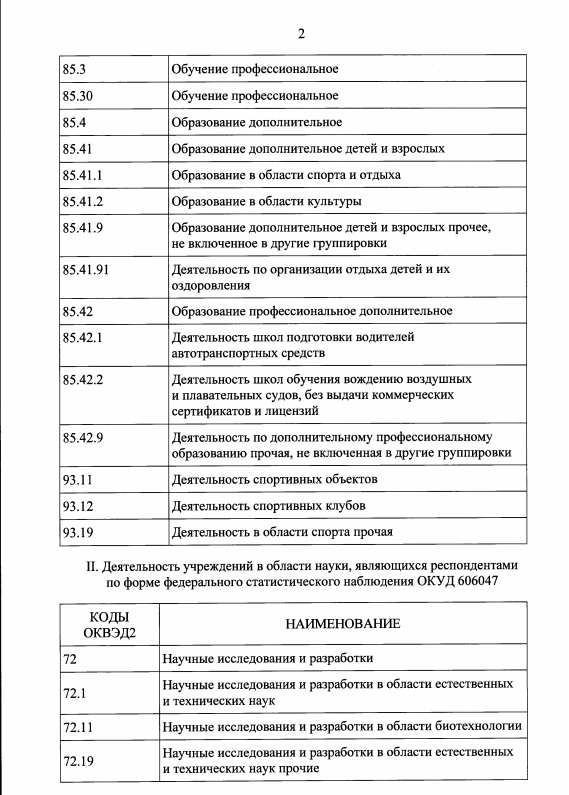 2
85.3 Обучение профессиональное
85.30 Обучение профессиональное
85.4 Образование дополнительное
85.41 Образование дополнительное детей и взрослых
85.41.1 Образование в области спорта и отдыха
85.41.2 Образование в области культуры
85.41.9 Образование дополнительное детей и взрослых прочее,
не включенное в другие группировки
85.41.91 Деятельность по организации отдыха детей и их
оздоровления
85.42 Образование профессиональное дополнительное
85.42.1 Деятельность школ подготовки водителей
автотранспортных средств
85.42.2 Деятельность школ обучения вождению воздушных
и плавательных судов, без выдачи коммерческих
сертификатов и лицензий
85.42.9 Деятельность по дополнительному профессиональному
образованию прочая, не включенная в другие группировки
93.11 Деятельность спортивных объектов
93.12 Деятельность спортивных клубов
93.19 Деятельность в области спорта прочая
II. Деятельность учреждений в области науки, являющихся респондентами
по форме федерального статистического наблюдения ОКУД 606047
КОДЫ
ОКВЭД2 НАИМЕНОВАНИЕ
72 Научные исследования и разработки
72.1 Научные исследования и разработки в области естественных
и технических наук
72.11 Научные исследования и разработки в области биотехнологии
72.19 Научные исследования и разработки в области естественных
и технических наук прочие